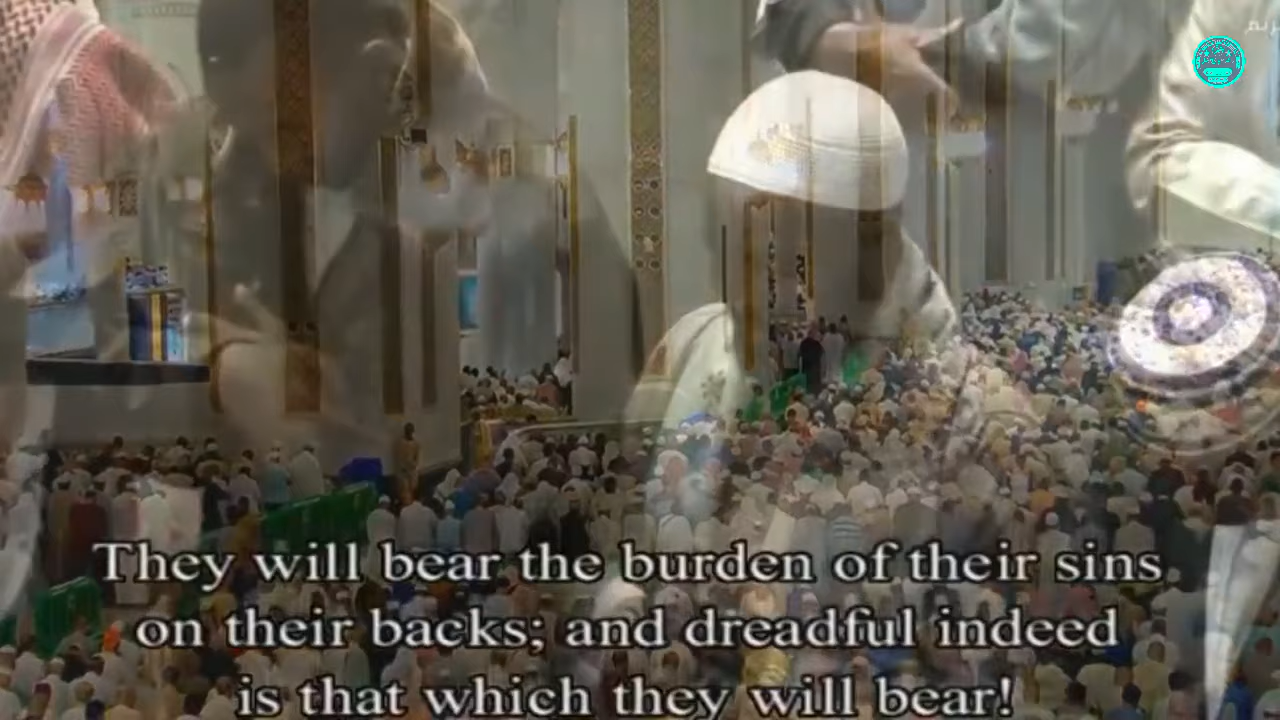 They will bear the burden of their sins
on their backs; and dreadful indeed
is that which they will bear!